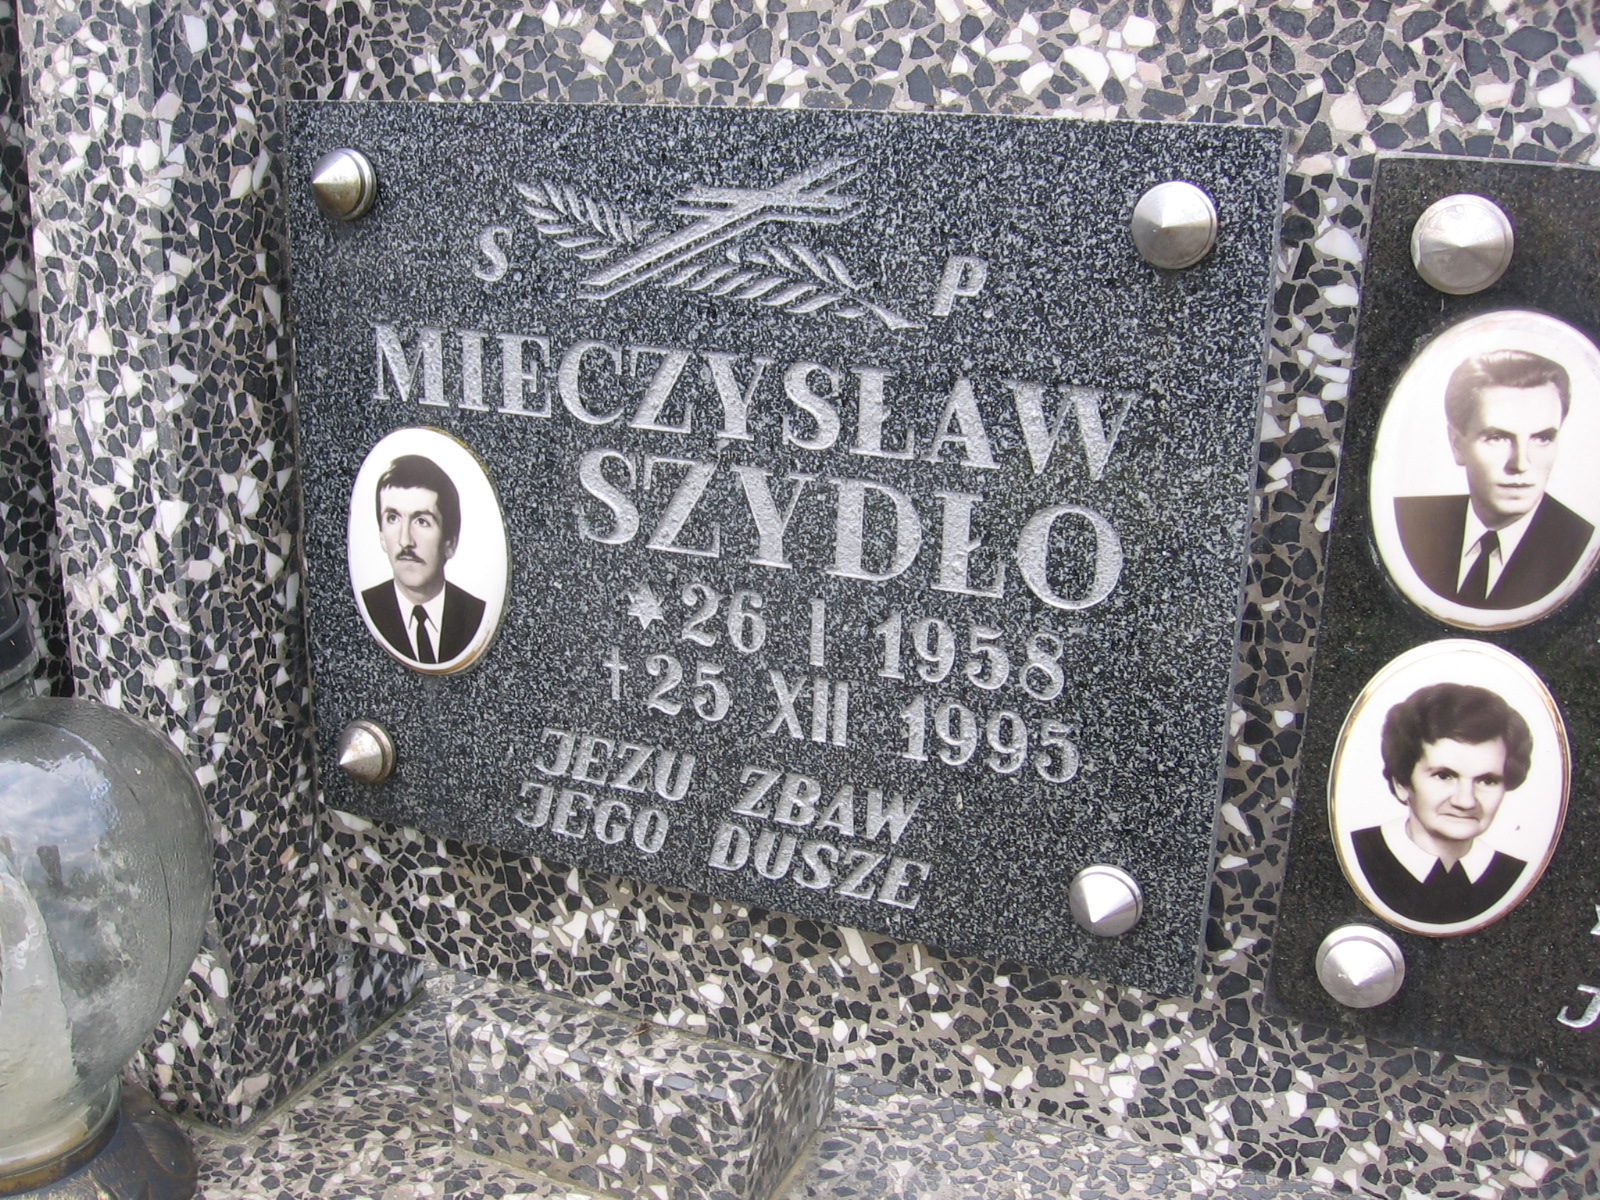 S P
MIECZYSŁAW
SZYDŁO
* 26 I 1958
† 25 XII 1995
JEZU ZBAW
JEGO DUSZE
J